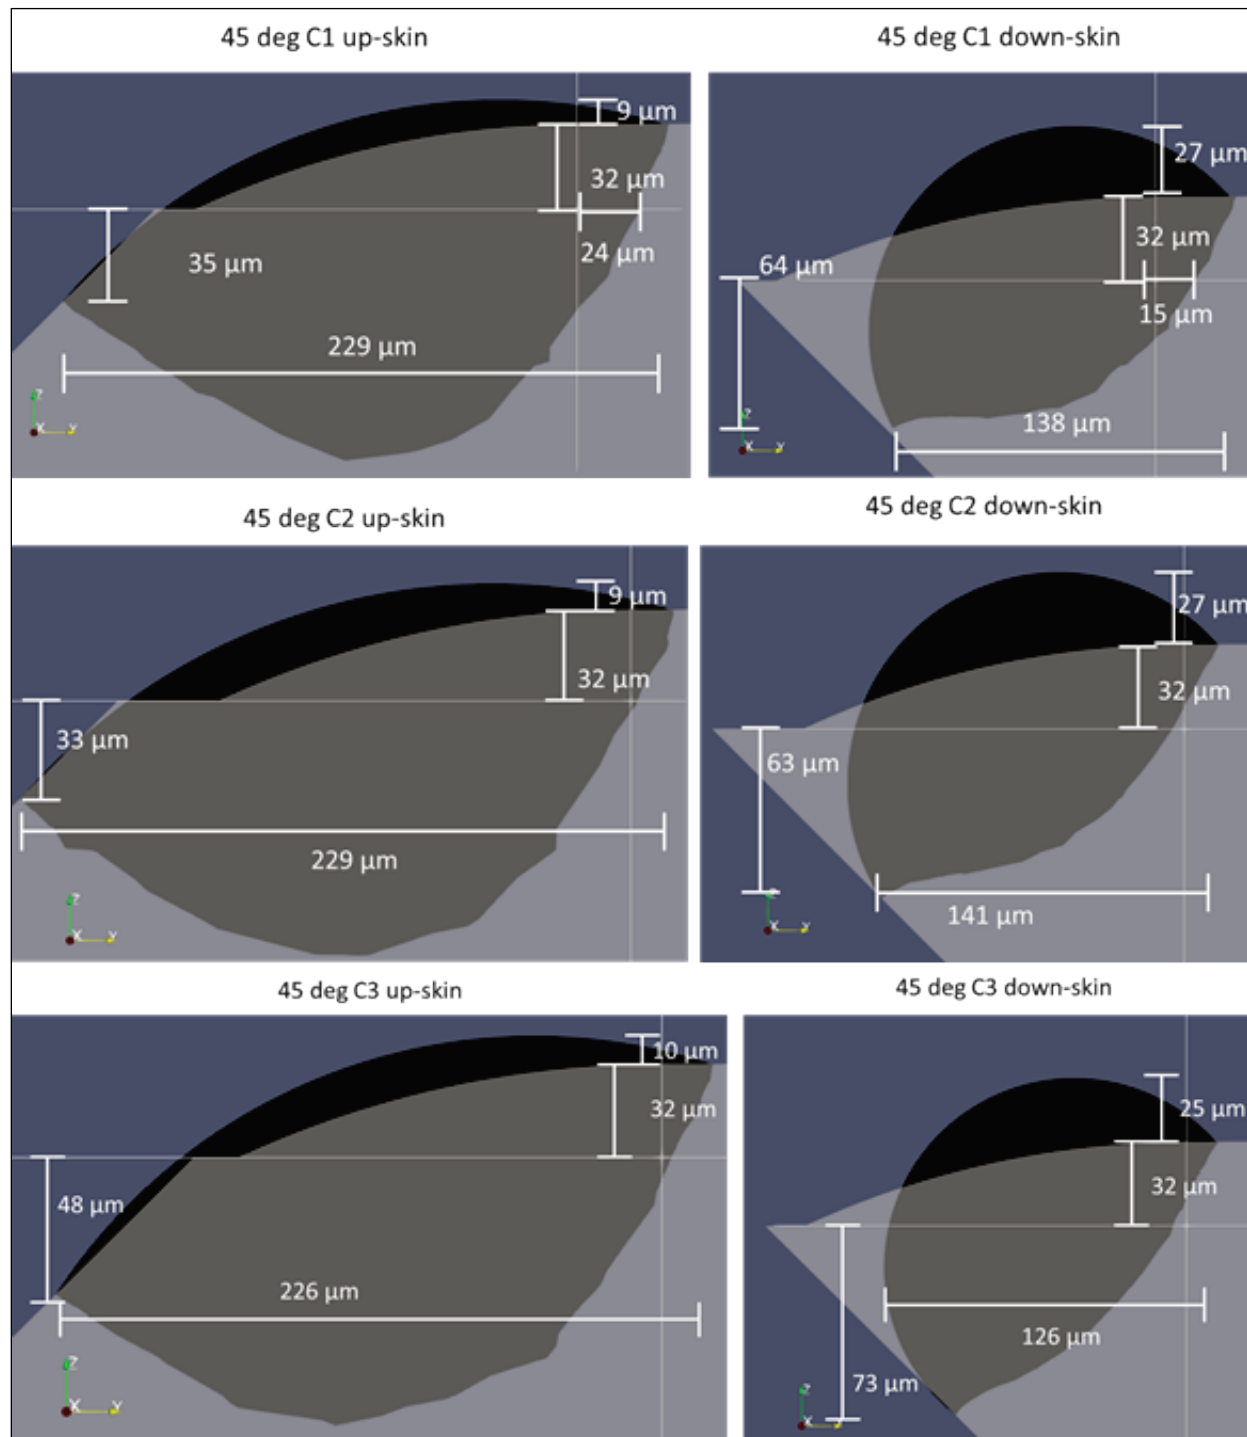 45 deg C1 up-skin
9 µm
32 µm
24 µm
35 µm
229 µm
Z
X
Y
45 deg C1 down-skin
27 µm
32 µm
64 µm
15 µm
138 µm
Z
X
Y
45 deg C2 up-skin
9 µm
32 µm
33 µm
229 µm
Z
X
Y
45 deg C2 down-skin
27 µm
32 µm
63 µm
141 µm
Z
X
Y
45 deg C3 up-skin
10 µm
32 µm
48 µm
226 µm
Z
X
Y
45 deg C3 down-skin
25 µm
32 µm
126 µm
73 µm
Z
X
Y